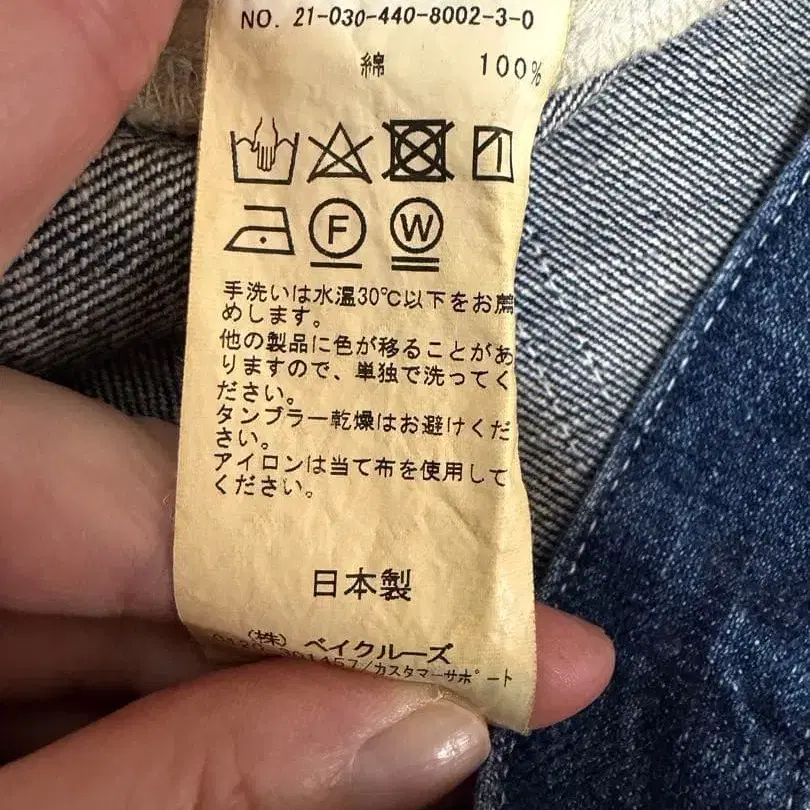 NO. 21-030-440-8002-3-0
綿 100%
F W
手洗いは水温30℃以下をお薦
めします。
他の製品に色が移ることがあ
りますので、単独で洗ってく
ださい。
タンブラー乾燥はお避けくだ
さい。
アイロンは当て布を使用して
ください。
日本製
(株) ベイクルーズ
/カスタマーサポート